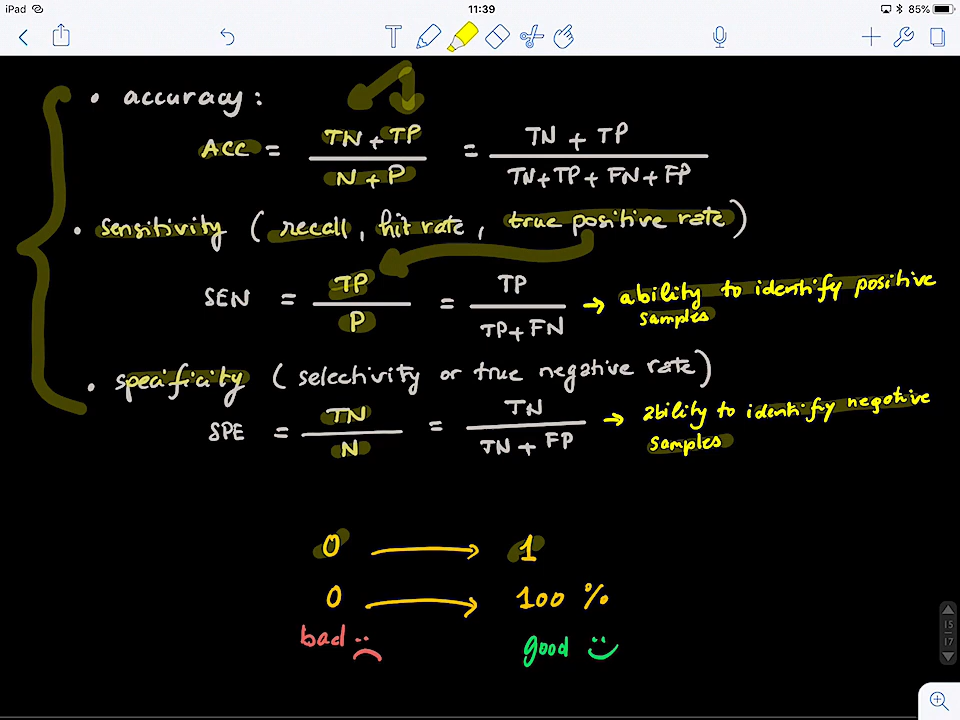 iPad
11:39
85%
• accuracy:
ACC = TN + TP / N + P = TN + TP / TN + TP + FN + FP
• sensitivity (recall, hit rate, true positive rate)
SEN = TP / P = TP / TP + FN → ability to identify positive
samples
• specificity (selectivity or true negative rate)
SPE = TN / N = TN / TN + FP → ability to identify negative
samples
0 → 1
0 → 100 %
bad good
15
17